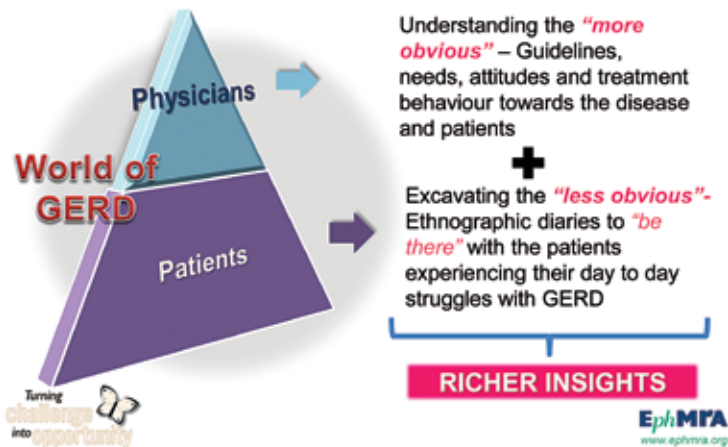 Physicians
World of
GERD
Patients
Understanding the "more
obvious" – Guidelines,
needs, attitudes and treatment
behaviour towards the disease
and patients
+
Excavating the "less obvious"-
Ethnographic diaries to "be
there" with the patients
experiencing their day to day
struggles with GERD
RICHER INSIGHTS
Turning
challenge
into opportunity
EphMRA
www.ephmra.org